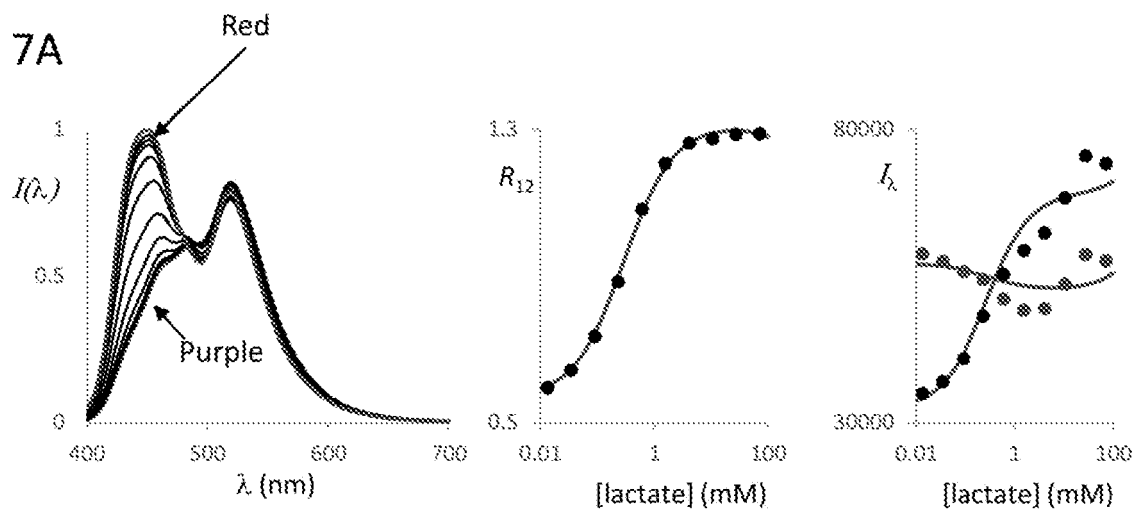 7A
Red
Purple
1
0.5
0
I(λ)
400
500
600
700
λ (nm)
1.3
0.5
R12
0.01
1
100
[lactate] (mM)
80000
30000
Iλ
0.01
1
100
[lactate] (mM)